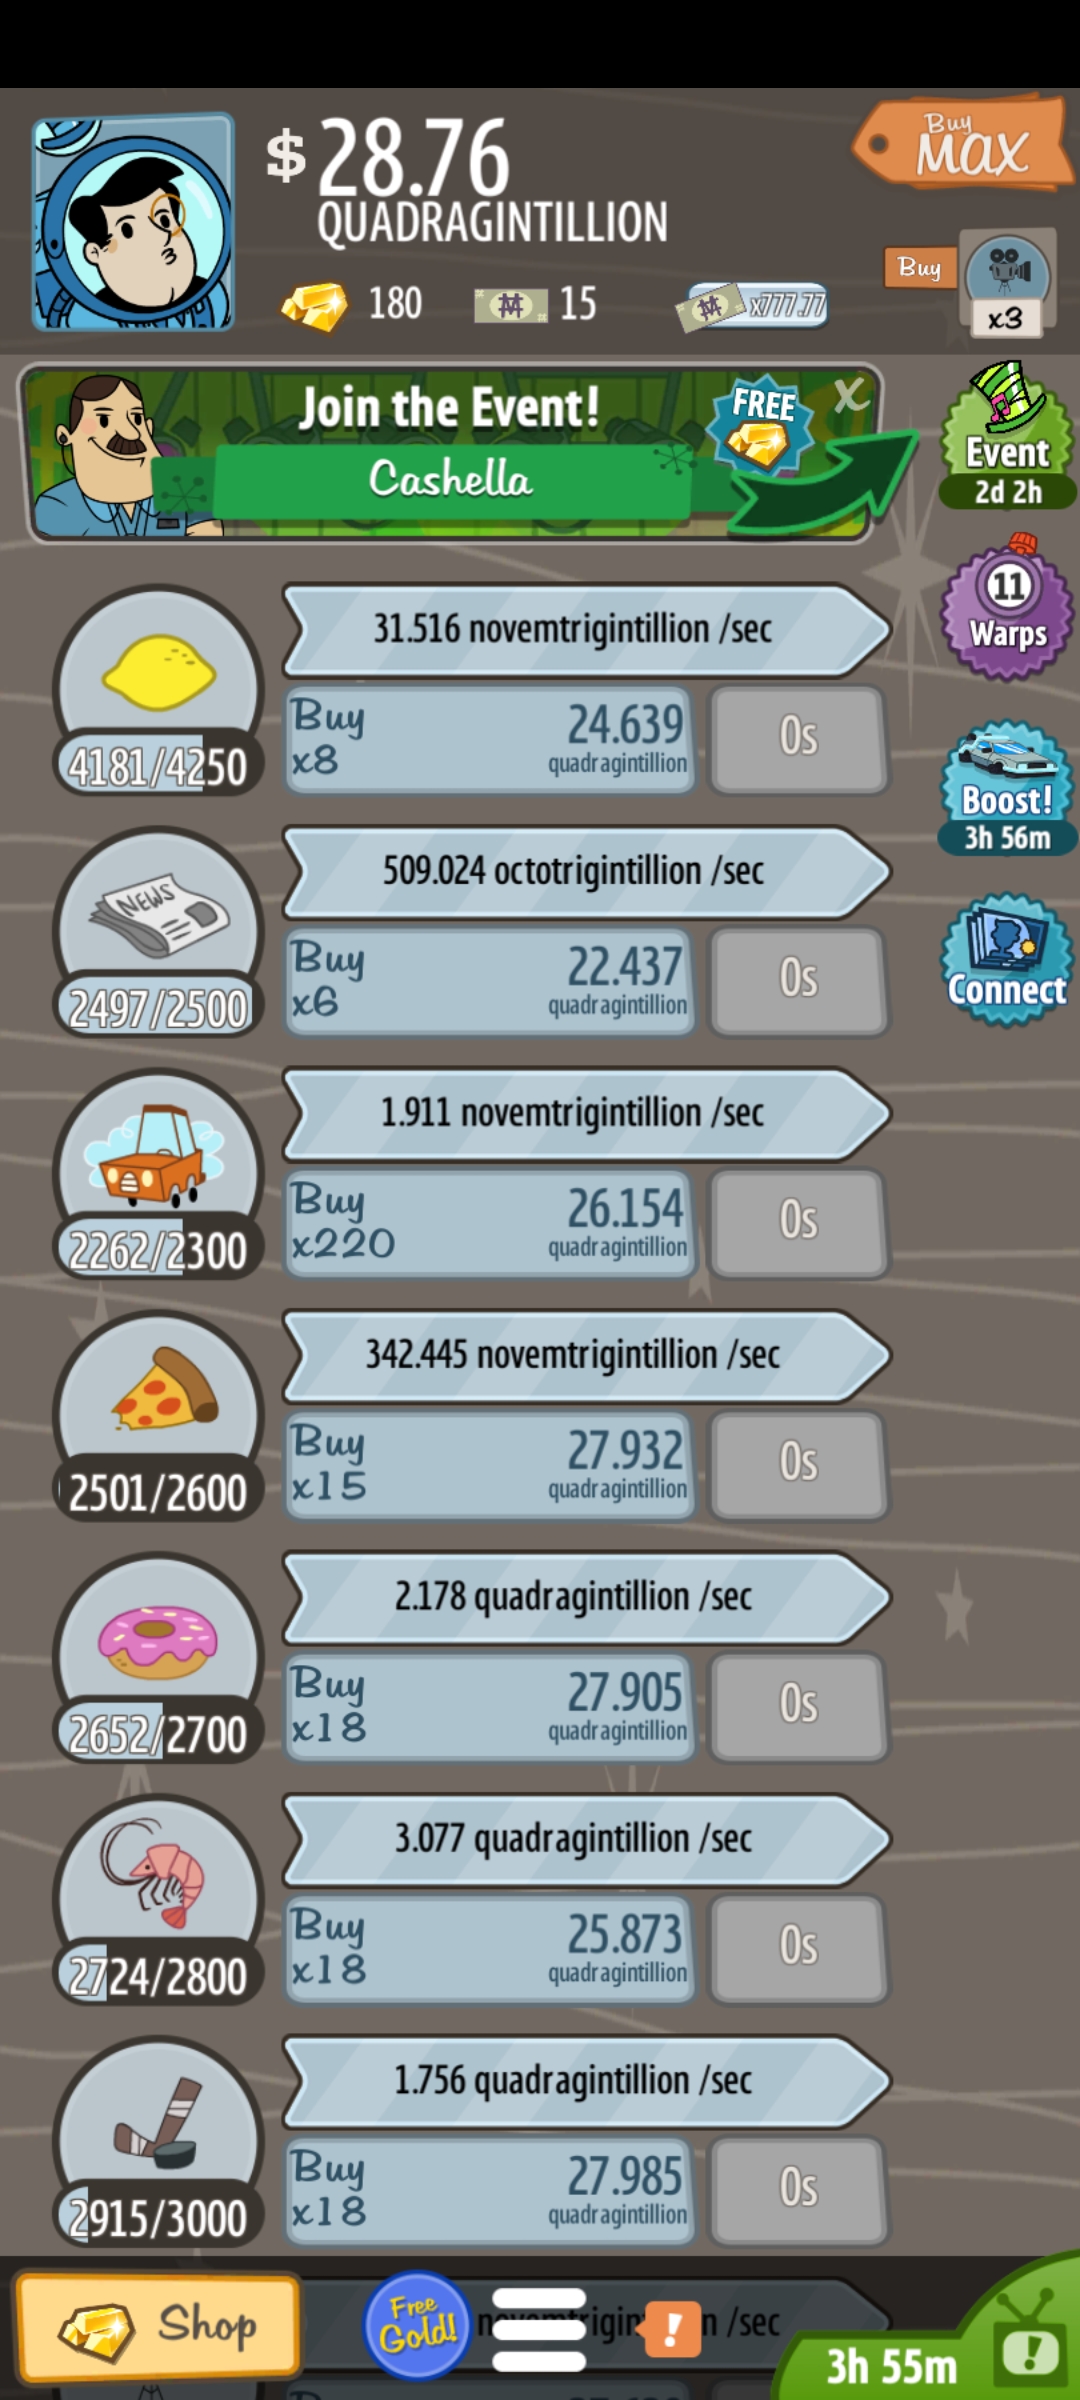 $ 28.76
QUADRAGINTILLION
Buy
MAX
180
15
x777.77
Buy
x3
Join the Event!
Cashella
FREE
X
Event
2d 2h
11
Warps
Boost!
3h 56m
Connect
31.516 novemtrigintillion /sec
4181/4250
Buy
x8
24.639
quadragintillion
0s
NEWS
509.024 octotrigintillion /sec
2497/2500
Buy
x6
22.437
quadragintillion
0s
1.911 novemtrigintillion /sec
2262/2300
Buy
x220
26.154
quadragintillion
0s
342.445 novemtrigintillion /sec
2501/2600
Buy
x15
27.932
quadragintillion
0s
2.178 quadragintillion /sec
2652/2700
Buy
x18
27.905
quadragintillion
0s
3.077 quadragintillion /sec
2724/2800
Buy
x18
25.873
quadragintillion
0s
1.756 quadragintillion /sec
2915/3000
Buy
x18
27.985
quadragintillion
0s
Shop
Free
Gold!
/sec
!
3h 55m
!